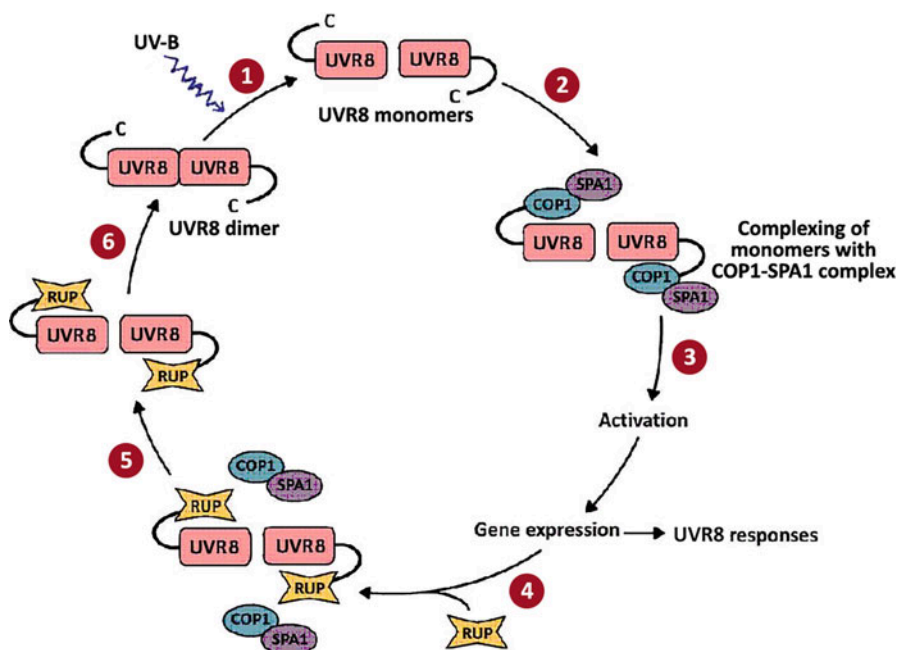 UV-B
1
C
UVR8
UVR8
C
UVR8 monomers
2
SPA1
COP1
UVR8
UVR8
COP1
SPA1
Complexing of
monomers with
COP1-SPA1 complex
3
Activation
Gene expression
UVR8 responses
4
RUP
COP1
SPA1
RUP
UVR8
UVR8
RUP
COP1
SPA1
5
RUP
UVR8
UVR8
RUP
6
C
UVR8
UVR8
C
UVR8 dimer